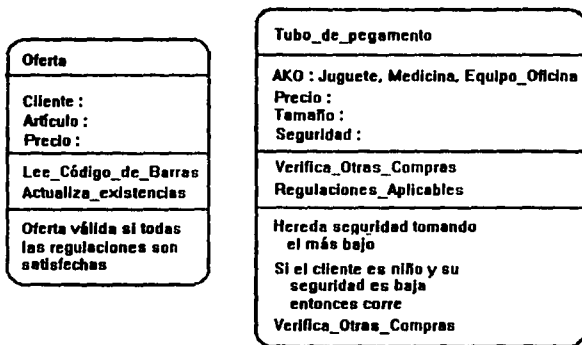 Oferta
Cliente :
Artículo :
Precio :
Lee_Código_de_Barras
Actualiza_existencias
Oferta válida si todas
las regulaciones son
satisfechas
Tubo_de_pegamento
AKO : Juguete, Medicina, Equipo_Oficina
Precio :
Tamaño :
Seguridad :
Verifica_Otras_Compras
Regulaciones_Aplicables
Hereda seguridad tomando
el más bajo
Si el cliente es niño y su
seguridad es baja
entonces corre
Verifica_Otras_Compras